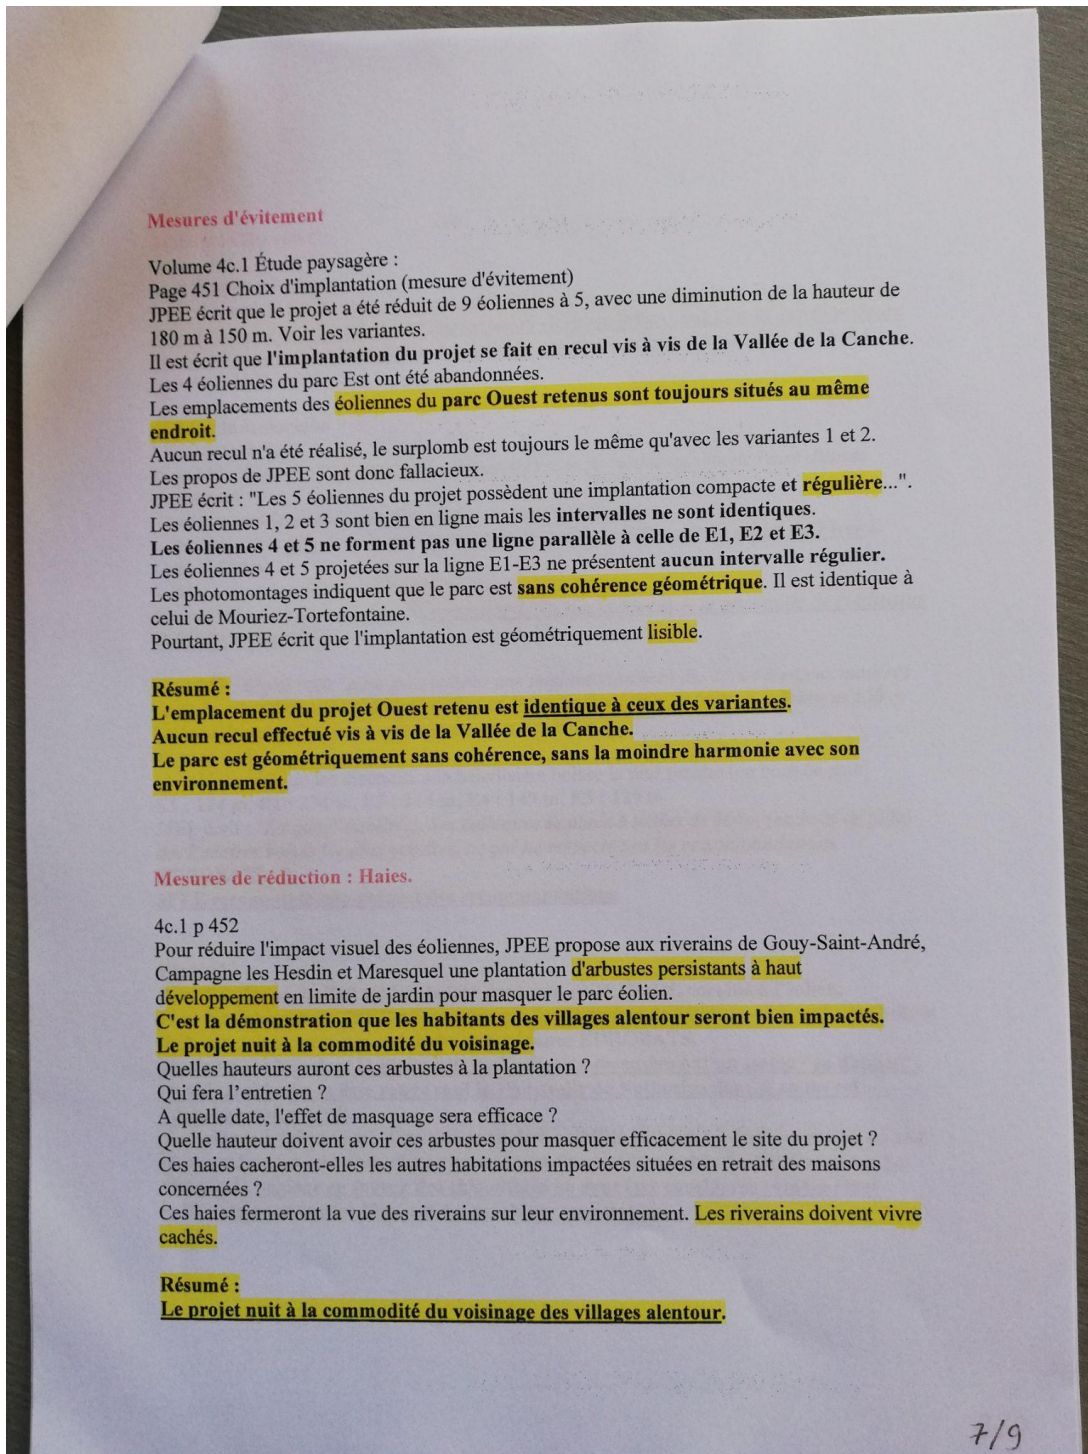 Mesures d'évitement
Volume 4c.1 Étude paysagère :
Page 451 Choix d'implantation (mesure d'évitement)
JPEE écrit que le projet a été réduit de 9 éoliennes à 5, avec une diminution de la hauteur de
180 m à 150 m. Voir les variantes.
Il est écrit que l'implantation du projet se fait en recul vis à vis de la Vallée de la Canche.
Les 4 éoliennes du parc Est ont été abandonnées.
Les emplacements des éoliennes du parc Ouest retenus sont toujours situés au même
endroit.
Aucun recul n'a été réalisé, le surplomb est toujours le même qu'avec les variantes 1 et 2.
Les propos de JPEE sont donc fallacieux.
JPEE écrit : "Les 5 éoliennes du projet possèdent une implantation compacte et régulière...".
Les éoliennes 1, 2 et 3 sont bien en ligne mais les intervalles ne sont identiques.
Les éoliennes 4 et 5 ne forment pas une ligne parallèle à celle de E1, E2 et E3.
Les éoliennes 4 et 5 projetées sur la ligne E1-E3 ne présentent aucun intervalle régulier.
Les photomontages indiquent que le parc est sans cohérence géométrique. Il est identique à
celui de Mouriez-Tortefontaine.
Pourtant, JPEE écrit que l'implantation est géométriquement lisible.
Résumé :
L'emplacement du projet Ouest retenu est identique à ceux des variantes.
Aucun recul effectué vis à vis de la Vallée de la Canche.
Le parc est géométriquement sans cohérence, sans la moindre harmonie avec son
environnement.
Mesures de réduction : Haies.
4c.1 p 452
Pour réduire l'impact visuel des éoliennes, JPEE propose aux riverains de Gouy-Saint-André,
Campagne les Hesdin et Maresquel une plantation d'arbustes persistants à haut
développement en limite de jardin pour masquer le parc éolien.
C'est la démonstration que les habitants des villages alentour seront bien impactés.
Le projet nuit à la commodité du voisinage.
Quelles hauteurs auront ces arbustes à la plantation ?
Qui fera l'entretien ?
A quelle date, l'effet de masquage sera efficace ?
Quelle hauteur doivent avoir ces arbustes pour masquer efficacement le site du projet ?
Ces haies cacheront-elles les autres habitations impactées situées en retrait des maisons
concernées ?
Ces haies fermeront la vue des riverains sur leur environnement. Les riverains doivent vivre
cachés.
Résumé :
Le projet nuit à la commodité du voisinage des villages alentour.
7/9